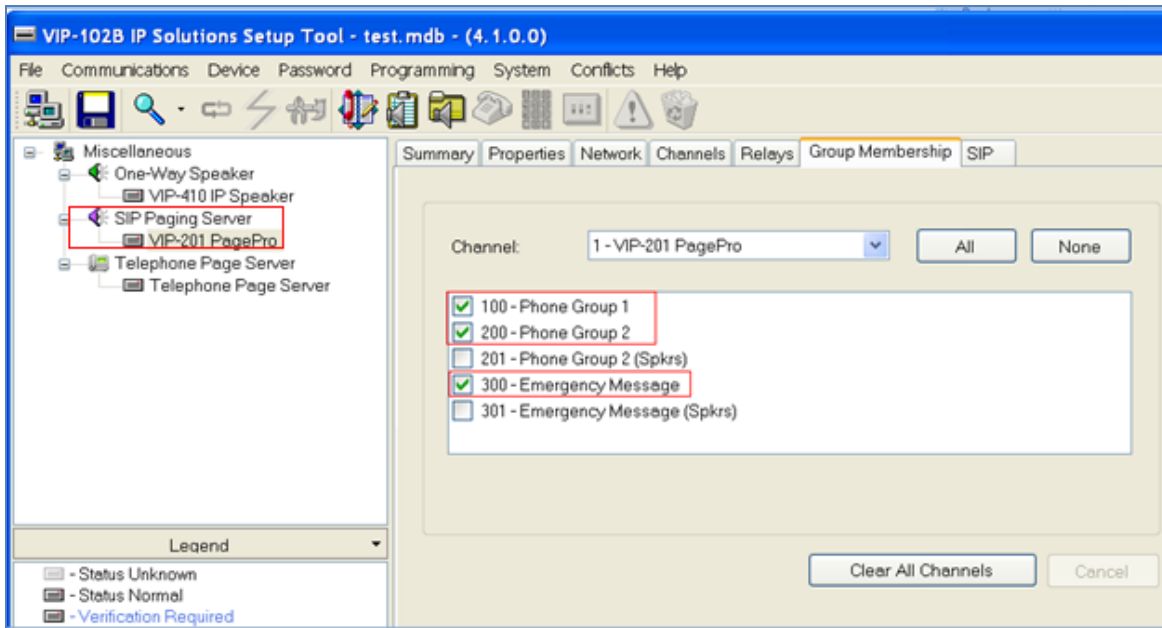 VIP-102B IP Solutions Setup Tool - test.mdb - (4.1.0.0)
File Communications Device Password Programming System Conflicts Help
Miscellaneous
One-Way Speaker
VIP-410 IP Speaker
SIP Paging Server
VIP-201 PagePro
Telephone Page Server
Telephone Page Server
Summary Properties Network Channels Relays Group Membership SIP
Channel: 1 - VIP-201 PagePro All None
100 - Phone Group 1
200 - Phone Group 2
201 - Phone Group 2 (Spkrs)
300 - Emergency Message
301 - Emergency Message (Spkrs)
Clear All Channels Cancel
Legend
- Status Unknown
- Status Normal
- Verification Required